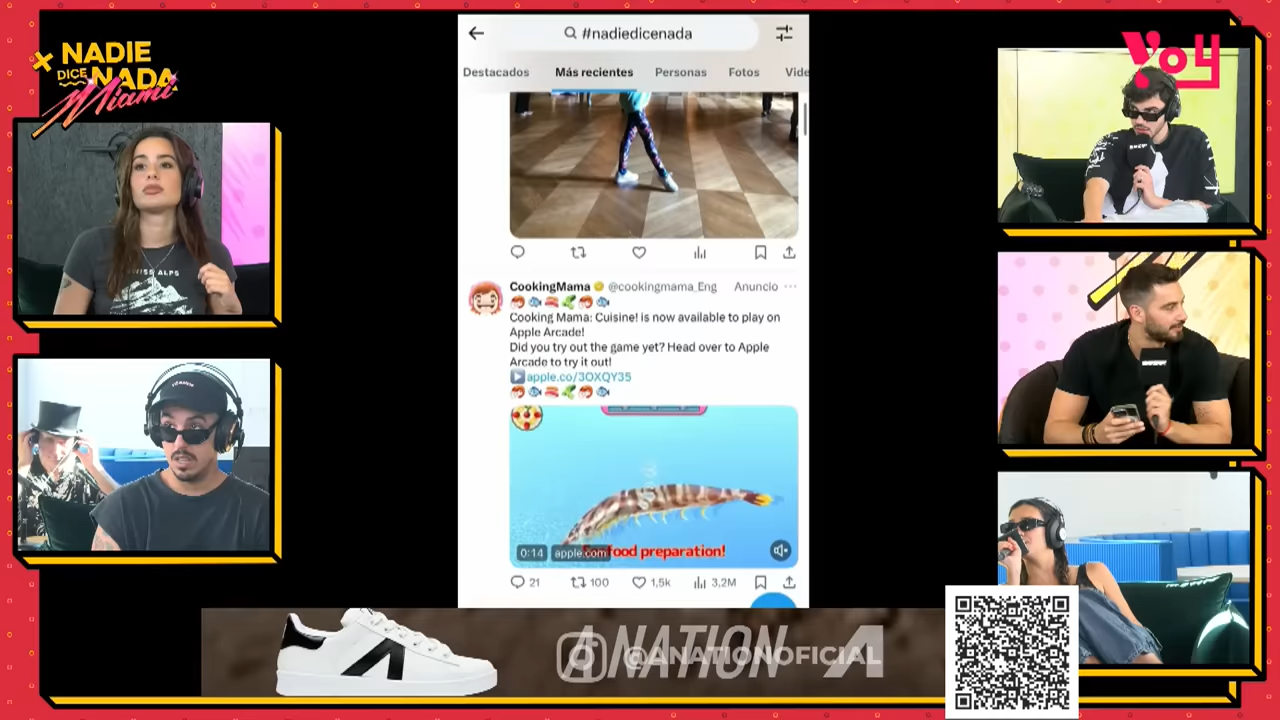 NADIE
DICE NADA
Miami
VOY
#nadiedicenada
Destacados Más recientes Personas Fotos Vide
CookingMama @cookingmama_Eng Anuncio
Cooking Mama: Cuisine! is now available to play on
Apple Arcade!
Did you try out the game yet? Head over to Apple
Arcade to try it out!
apple.co/3OXQY35
0:14 apple.com food preparation!
21 100 1,5k 3,2M
SWISS ALPS
ANATION
@ANATIONOFICIAL